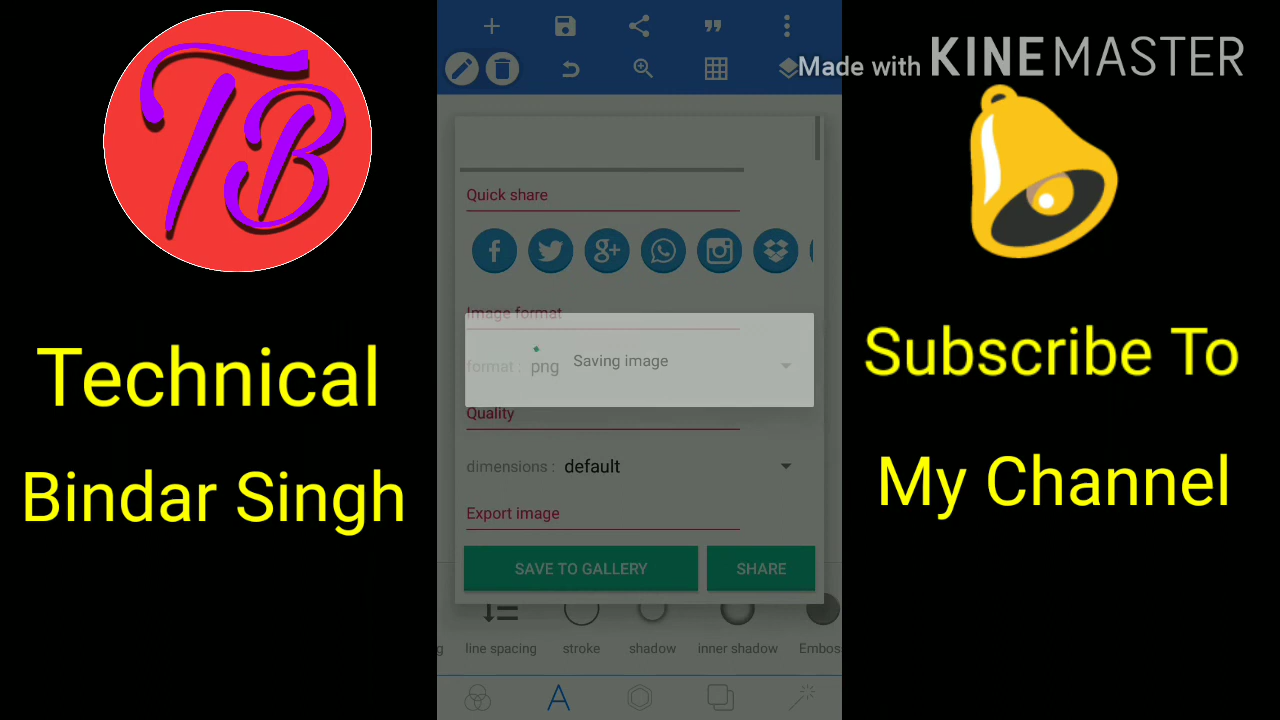 Made with KINEMASTER
TB
Technical
Bindar Singh
Quick share
Image format
format : png
Saving image
Quality
dimensions : default
Export image
SAVE TO GALLERY
SHARE
g
line spacing
stroke
shadow
inner shadow
Embos
A
Subscribe To
My Channel